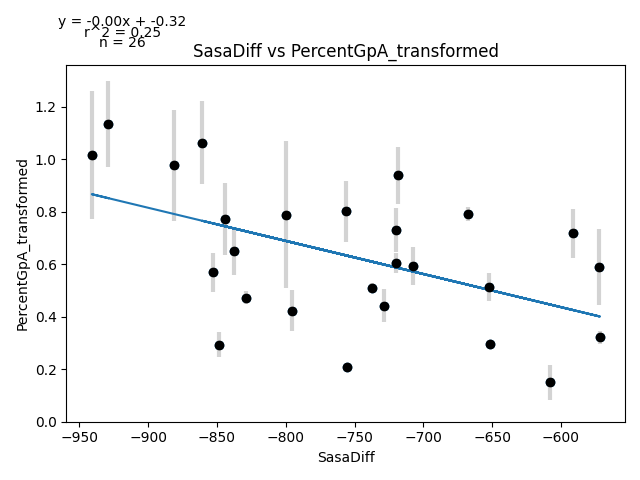 y = -0.00x + -0.32
r^2 = 0.25
n = 26
SasaDiff vs PercentGpA_transformed
PercentGpA_transformed
1.2
1.0
0.8
0.6
0.4
0.2
0.0
−950 −900 −850 −800 −750 −700 −650 −600
SasaDiff